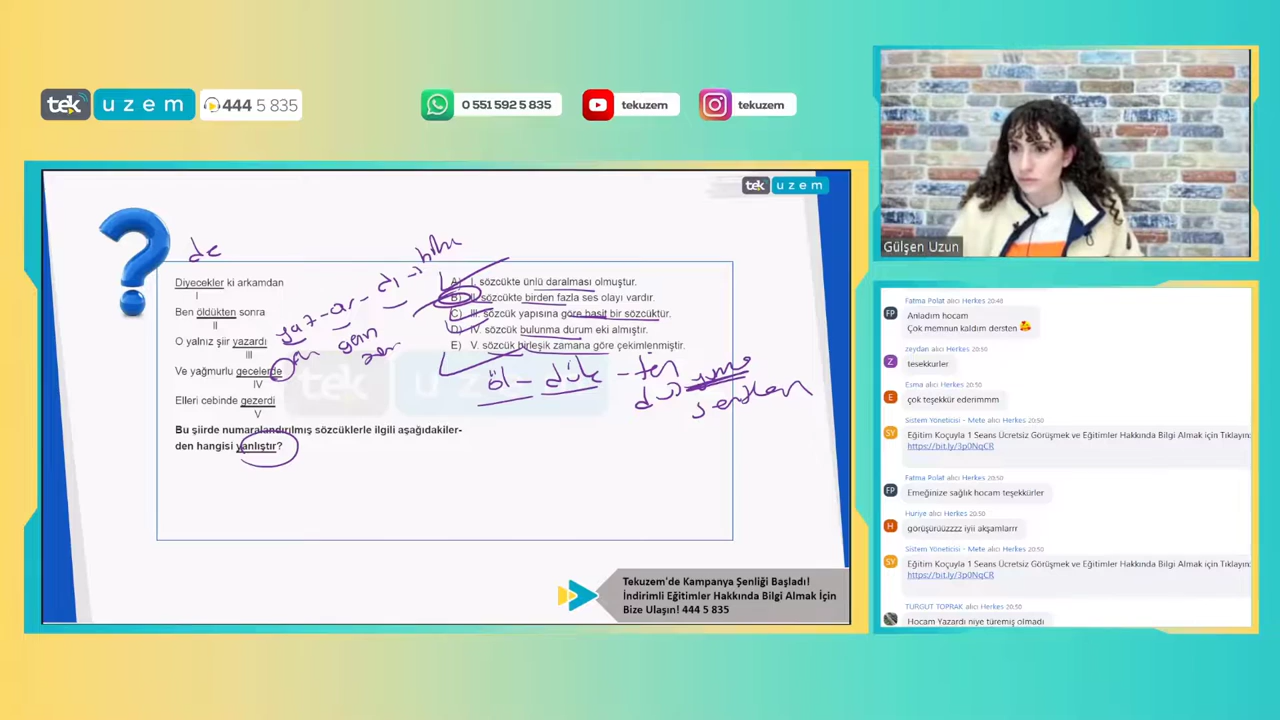 tek uzem 444 5 835
0 551 592 5 835 tekuzem tekuzem
tek uzem
de
Diyecekler ki arkamdan
I
Ben öldükten sonra
II
O yalnız şiir yazardı
III
Ve yağmurlu gecelerde
IV
Elleri cebinde gezerdi
V
Bu şiirde numaralandırılmış sözcüklerle ilgili aşağıdakiler-
den hangisi yanlıştır?
yaz-ar-dı
A) I. sözcükte ünlü daralması olmuştur.
B) II. sözcükte birden fazla ses olayı vardır.
C) III. sözcük yapısına göre basit bir sözcüktür.
D) IV. sözcük bulunma durum eki almıştır.
E) V. sözcük birleşik zamana göre çekimlenmiştir.
öl-dük-ten
tek uzem
Tekuzem'de Kampanya Şenliği Başladı!
İndirimli Eğitimler Hakkında Bilgi Almak İçin
Bize Ulaşın! 444 5 835
Gülşen Uzun
Fatma Polat alıcı Herkes 20:48
FP
Anladım hocam
Çok memnun kaldım dersten
zeydan alıcı Herkes 20:50
Z
tesekkurler
Esma alıcı Herkes 20:50
E
çok teşekkür ederimmm
Sistem Yöneticisi - Mete alıcı Herkes 20:50
SY
Eğitim Koçuyla 1 Seans Ücretsiz Görüşmek ve Eğitimler Hakkında Bilgi Almak için Tıklayın:
https://bit.ly/3p0NqCR
Fatma Polat alıcı Herkes 20:50
FP
Emeğinize sağlık hocam teşekkürler
Huriye alıcı Herkes 20:50
H
görüşürüüzzzz iyii akşamlarrr
Sistem Yöneticisi - Mete alıcı Herkes 20:50
SY
Eğitim Koçuyla 1 Seans Ücretsiz Görüşmek ve Eğitimler Hakkında Bilgi Almak için Tıklayın:
https://bit.ly/3p0NqCR
TURGUT TOPRAK alıcı Herkes 20:50
Hocam Yazardı niye türemiş olmadı